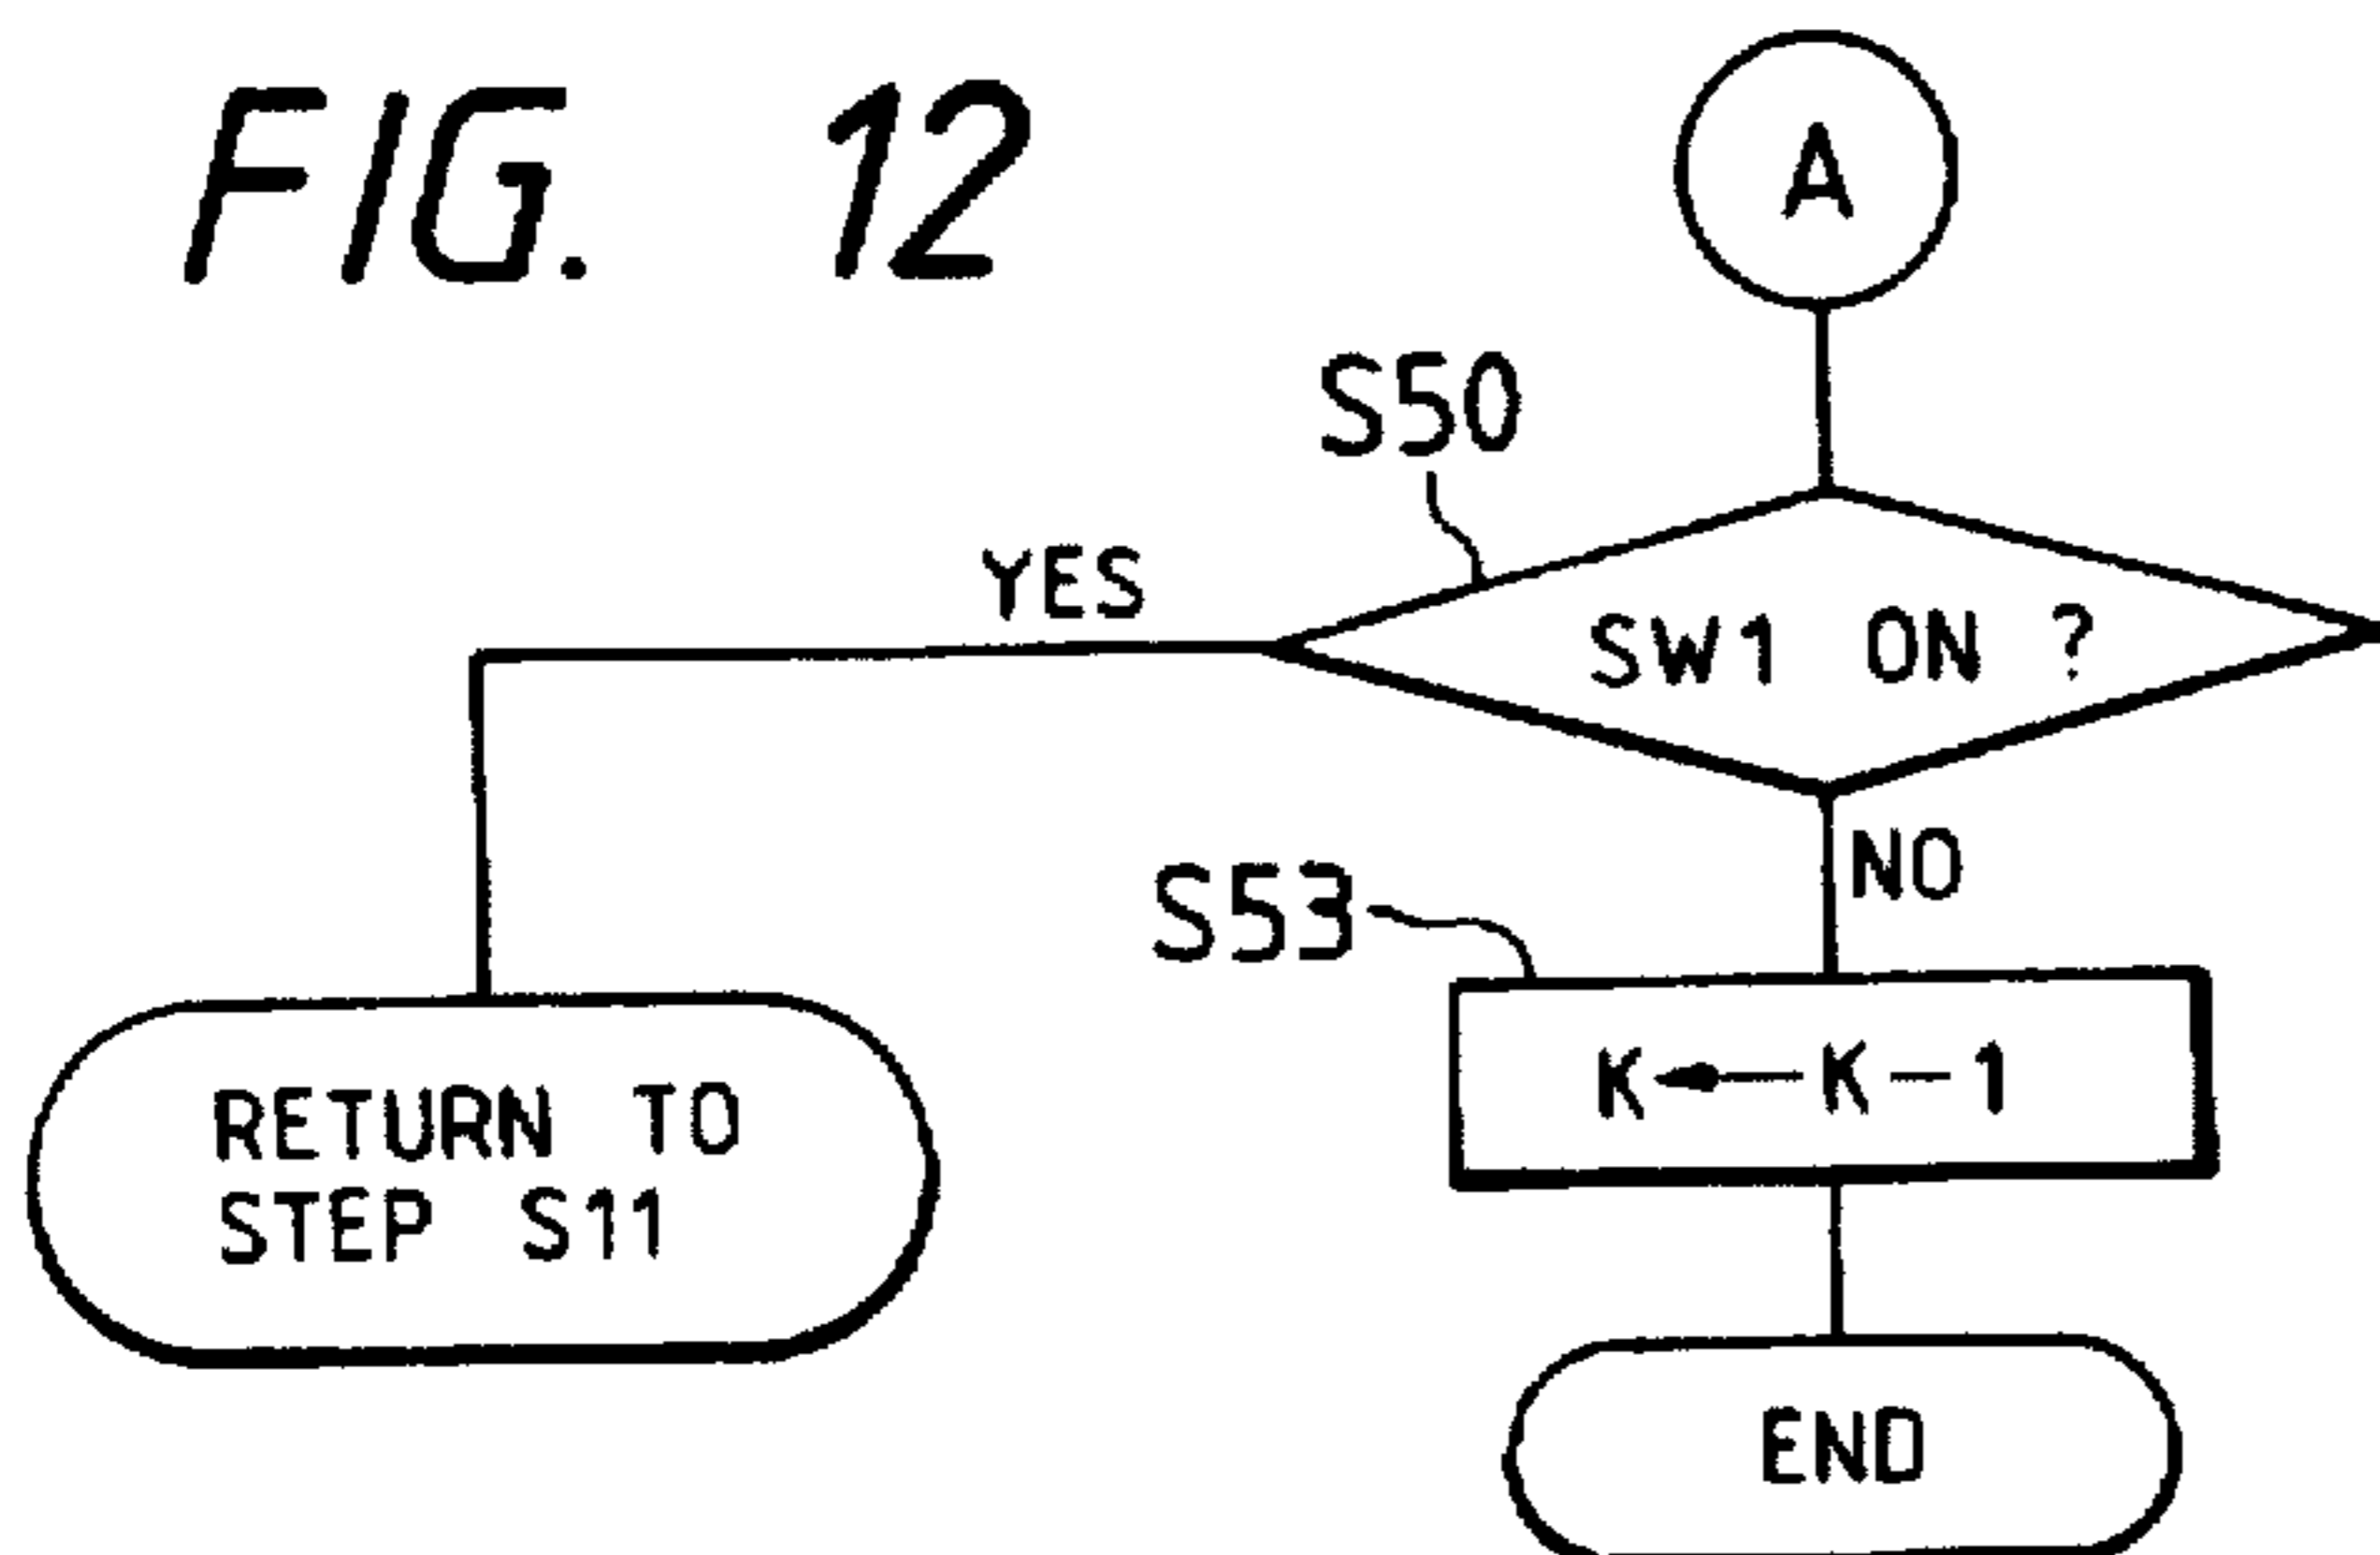 FIG. 12
A
S50
YES
SW1 ON ?
NO
S53
K←K-1
RETURN TO
STEP S11
END